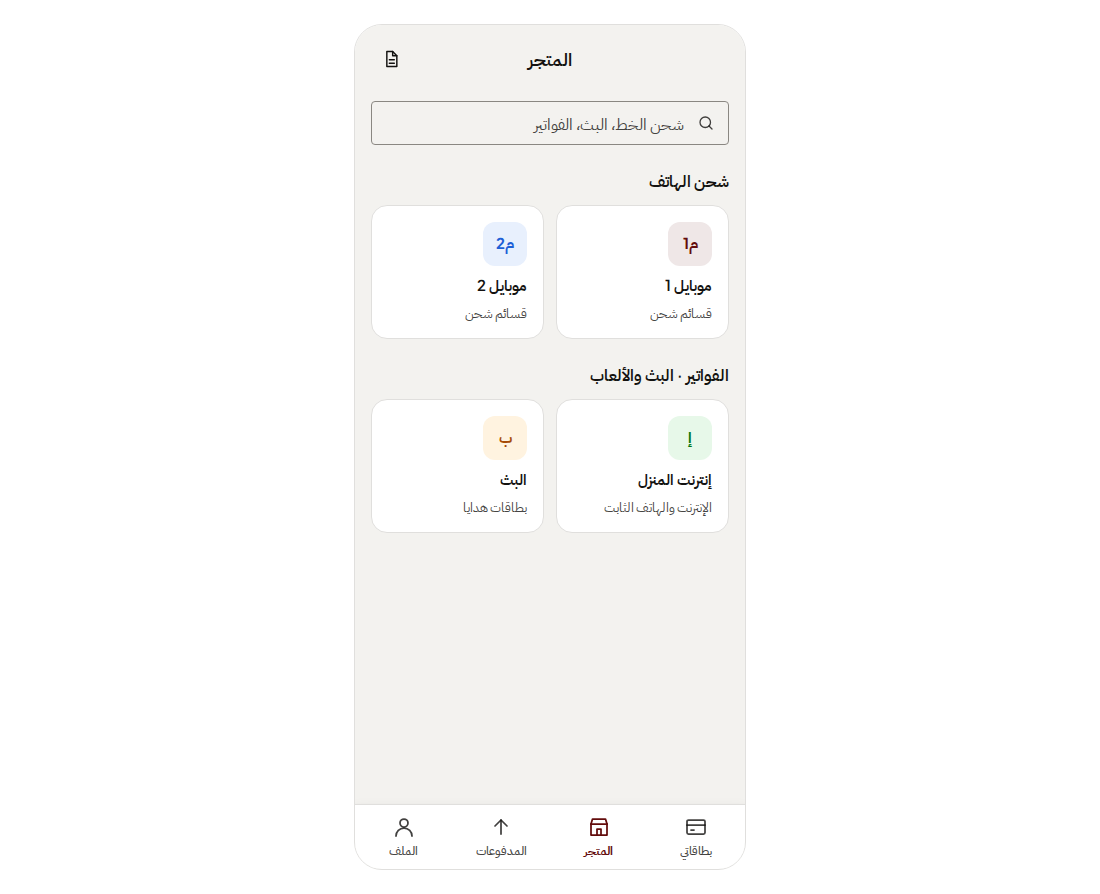 المتجر
شحن الخط، البث، الفواتير
شحن الهاتف
م1
موبايل 1
قسائم شحن
م2
موبايل 2
قسائم شحن
الفواتير · البث والألعاب
إ
إنترنت المنزل
الإنترنت والهاتف الثابت
ب
البث
بطاقات هدايا
بطاقاتي
المتجر
المدفوعات
الملف